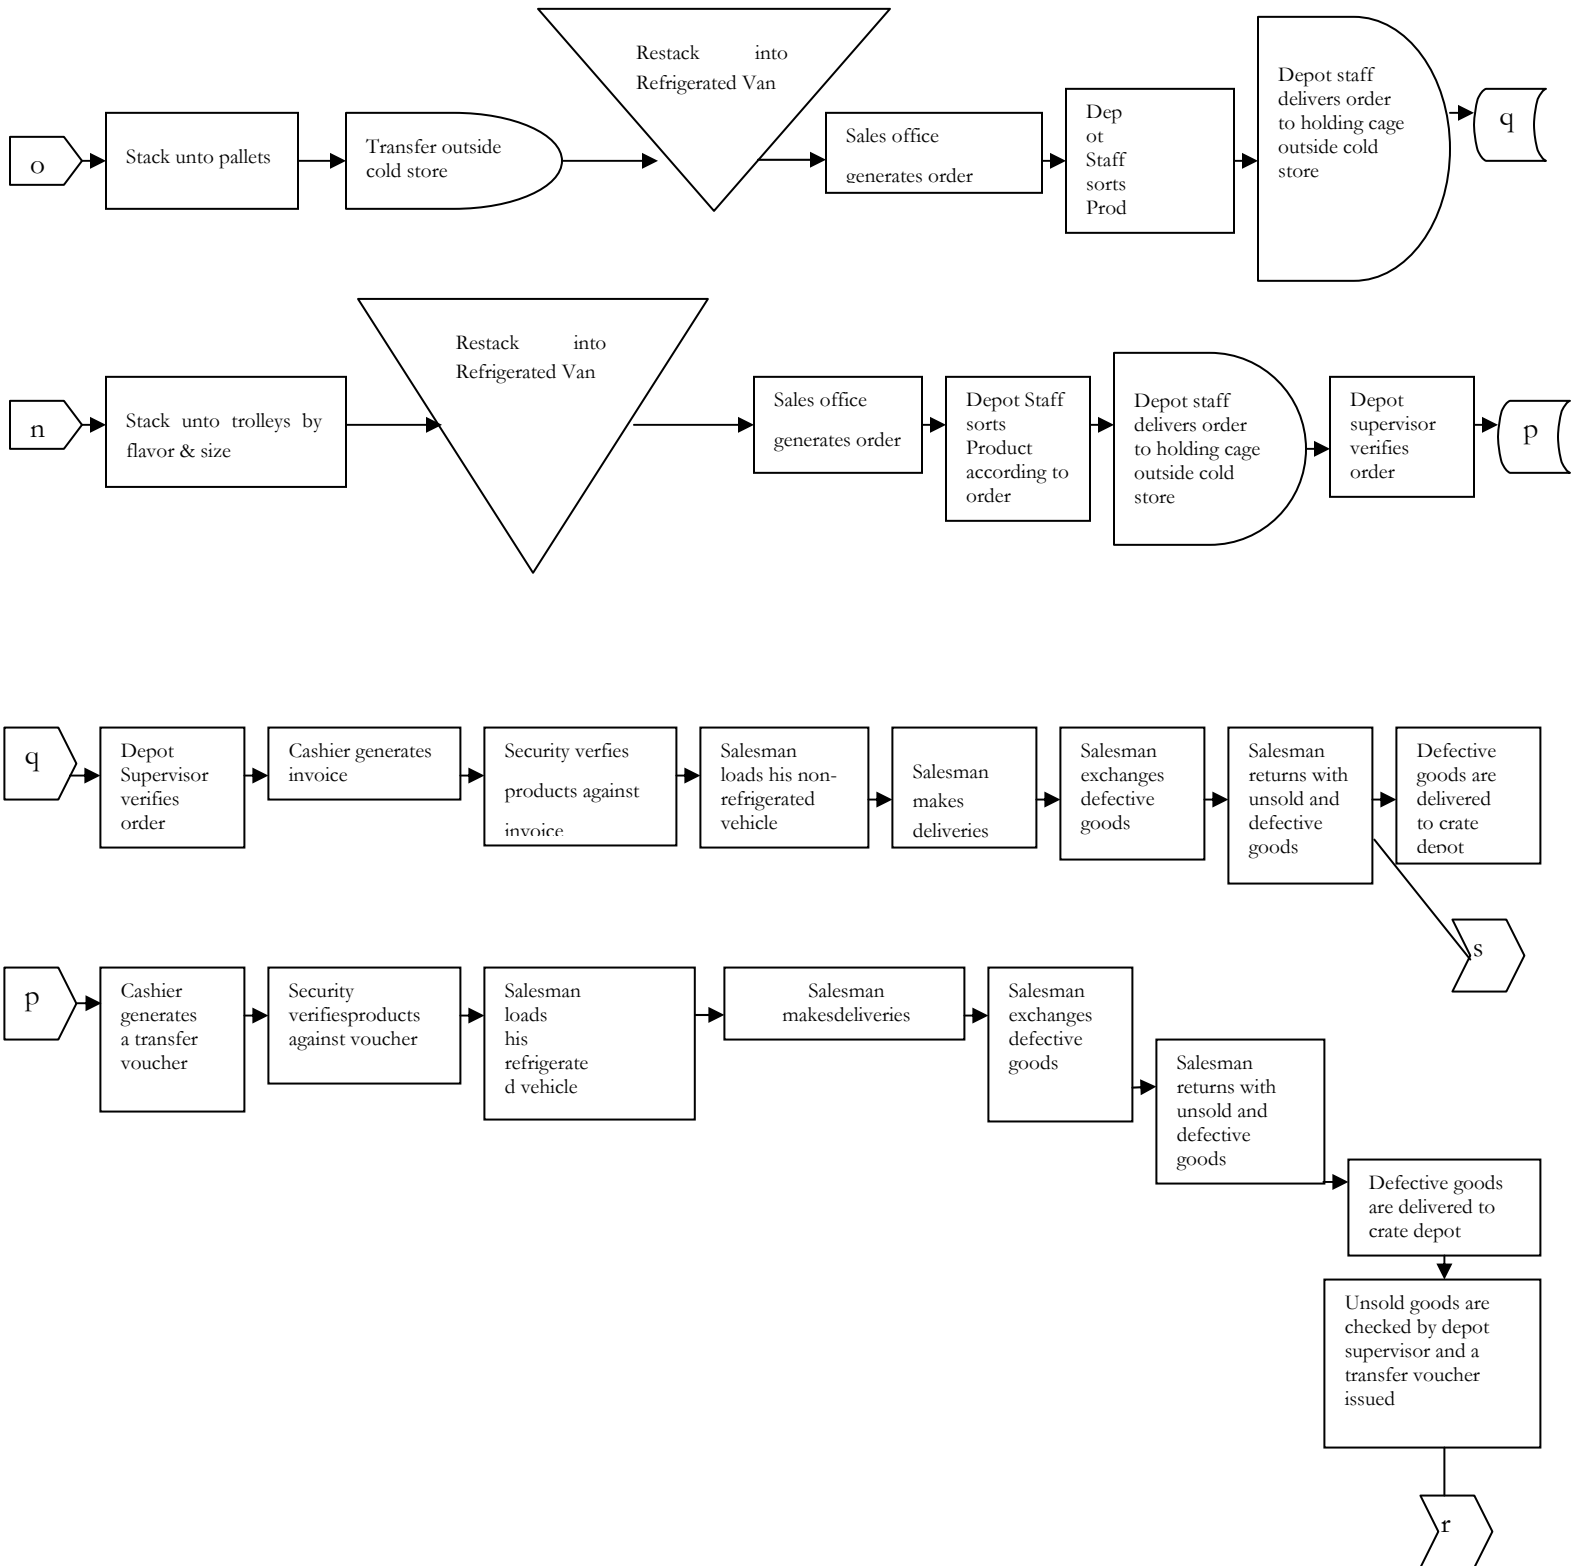 o
Stack unto pallets
Transfer outside
cold store
Restack into
Refrigerated Van
Sales office
generates order
Dep
ot
Staff
sorts
Prod
Depot staff
delivers order
to holding cage
outside cold
store
q
n
Stack unto trolleys by
flavor & size
Restack into
Refrigerated Van
Sales office
generates order
Depot Staff
sorts
Product
according to
order
Depot staff
delivers order
to holding cage
outside cold
store
Depot
supervisor
verifies
order
p
q
Depot
Supervisor
verifies
order
Cashier generates
invoice
Security verfies
products against
invoice
Salesman
loads his non-
refrigerated
vehicle
Salesman
makes
deliveries
Salesman
exchanges
defective
goods
Salesman
returns with
unsold and
defective
goods
Defective
goods are
delivered
to crate
depot
s
p
Cashier
generates
a transfer
voucher
Security
verifiesproducts
against voucher
Salesman
loads
his
refrigerate
d vehicle
Salesman
makesdeliveries
Salesman
exchanges
defective
goods
Salesman
returns with
unsold and
defective
goods
Defective goods
are delivered to
crate depot
Unsold goods are
checked by depot
supervisor and a
transfer voucher
issued
r